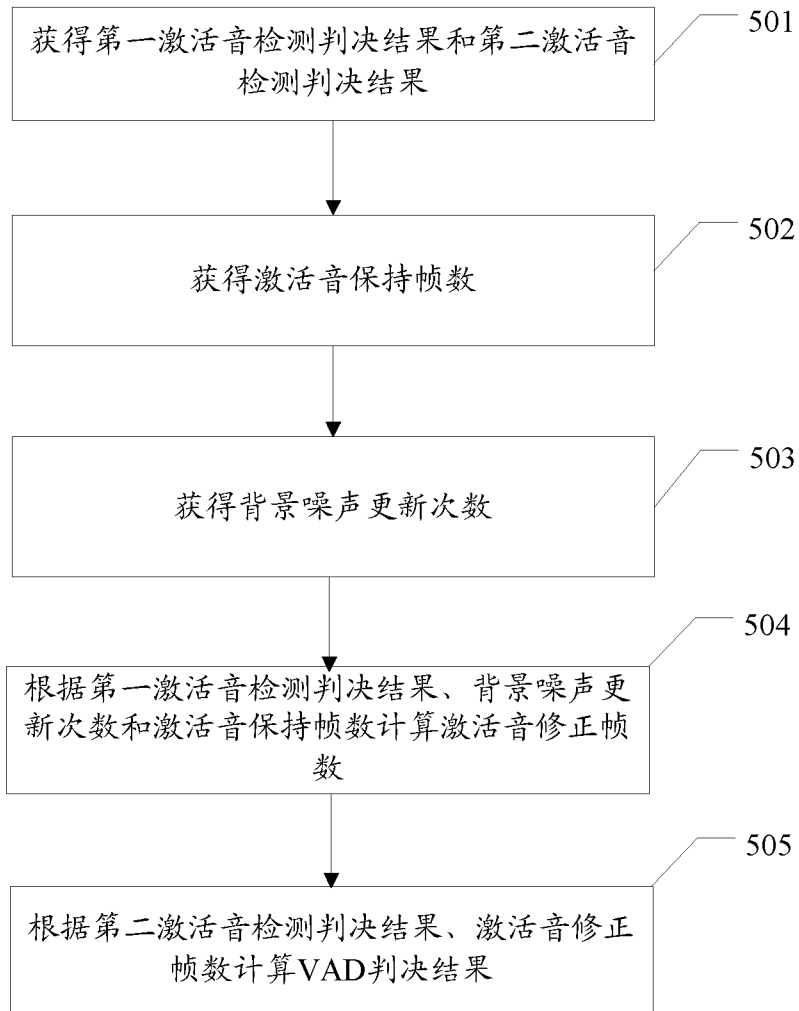 获得第一激活音检测判决结果和第二激活音
检测判决结果
501
获得激活音保持帧数
502
获得背景噪声更新次数
503
根据第一激活音检测判决结果、背景噪声更
新次数和激活音保持帧数计算激活音修正帧
数
504
根据第二激活音检测判决结果、激活音修正
帧数计算VAD判决结果
505